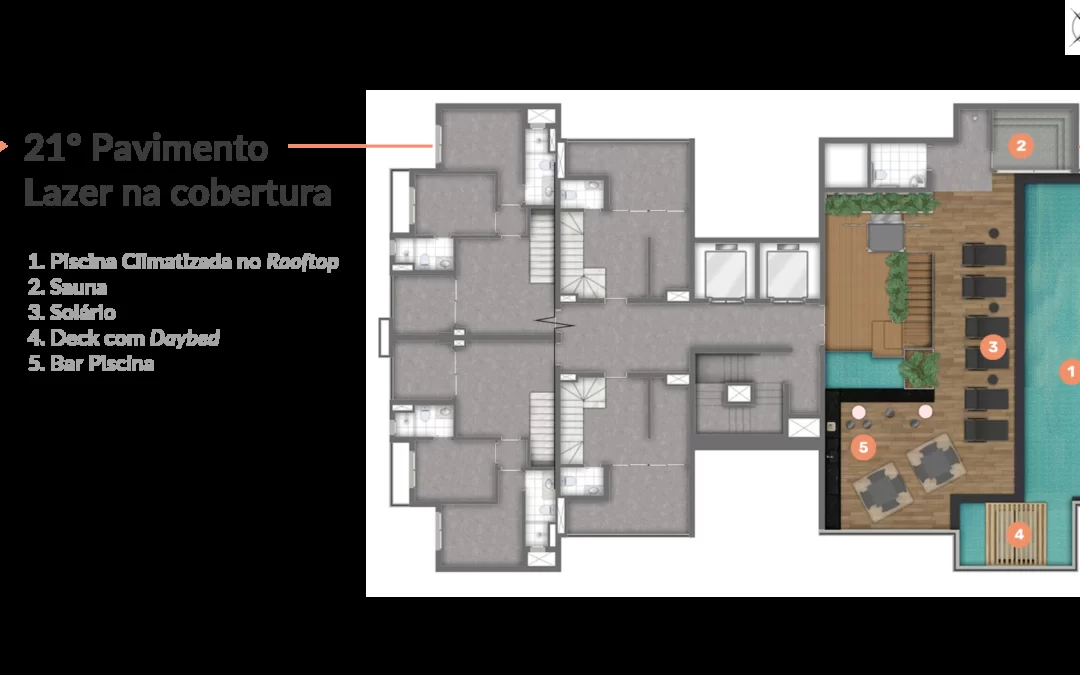 21º Pavimento
Lazer na cobertura
1. Piscina Climatizada no Rooftop
2. Sauna
3. Solário
4. Deck com Daybed
5. Bar Piscina
2
3
1
5
4